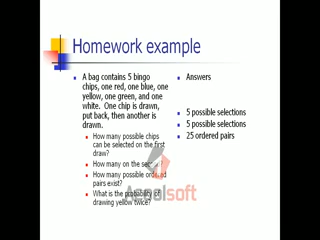 Homework example
A bag contains 5 bingo
chips, one red, one blue, one
yellow, one green, and one
white. One chip is drawn,
put back, then another is
drawn.
How many possible chips
can be selected on the first
draw?
How many on the
How many possible
pairs exist?
What is the probability of
drawing yellow twice?
Answers
5 possible selections
5 possible selections
25 ordered pairs